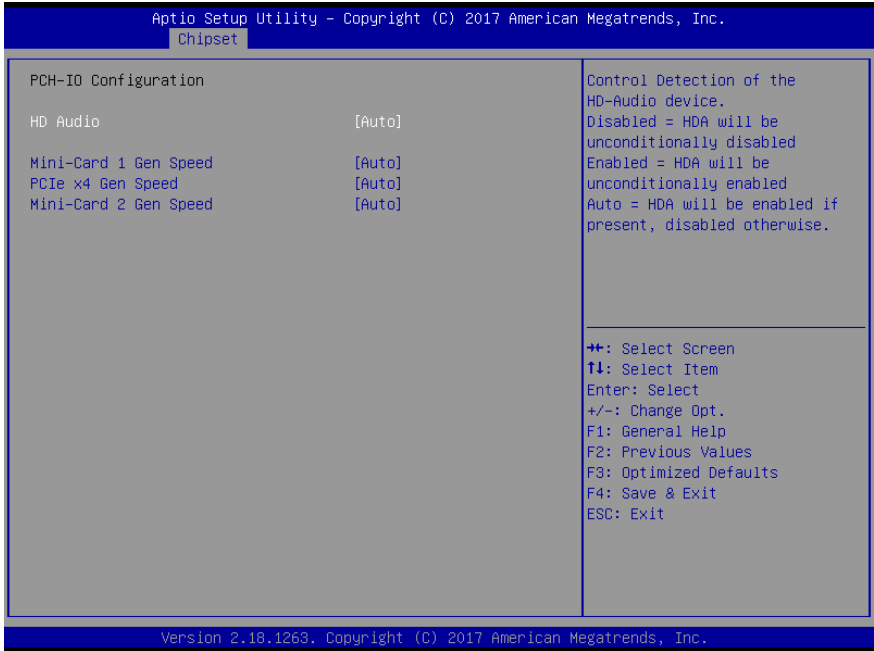 Aptio Setup Utility – Copyright (C) 2017 American Megatrends, Inc.
Chipset
PCH-IO Configuration
HD Audio [Auto]
Mini-Card 1 Gen Speed [Auto]
PCIe x4 Gen Speed [Auto]
Mini-Card 2 Gen Speed [Auto]
Control Detection of the
HD-Audio device.
Disabled = HDA will be
unconditionally disabled
Enabled = HDA will be
unconditionally enabled
Auto = HDA will be enabled if
present, disabled otherwise.
→←: Select Screen
↑↓: Select Item
Enter: Select
+/-: Change Opt.
F1: General Help
F2: Previous Values
F3: Optimized Defaults
F4: Save & Exit
ESC: Exit
Version 2.18.1263. Copyright (C) 2017 American Megatrends, Inc.